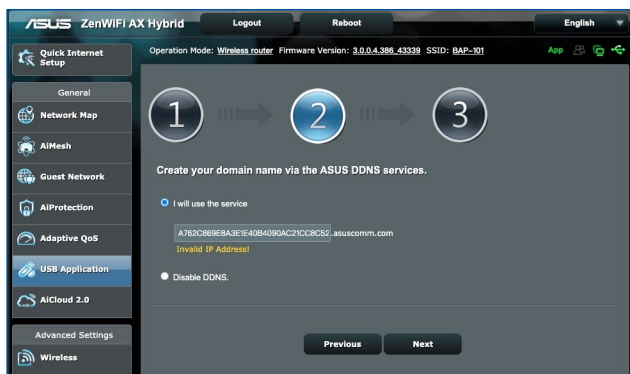 ASUS ZenWiFi AX Hybrid Logout Reboot English
Quick Internet Setup
Operation Mode: Wireless router Firmware Version: 3.0.0.4.386_43339 SSID: BAP-101 App
General
Network Map
AiMesh
Guest Network
AiProtection
Adaptive QoS
USB Application
AiCloud 2.0
Advanced Settings
Wireless
1 2 3
Create your domain name via the ASUS DDNS services.
I will use the service
A762C869E8A3E1E40B4090AC21CC8C52.asuscomm.com
Invalid IP Address!
Disable DDNS.
Previous Next